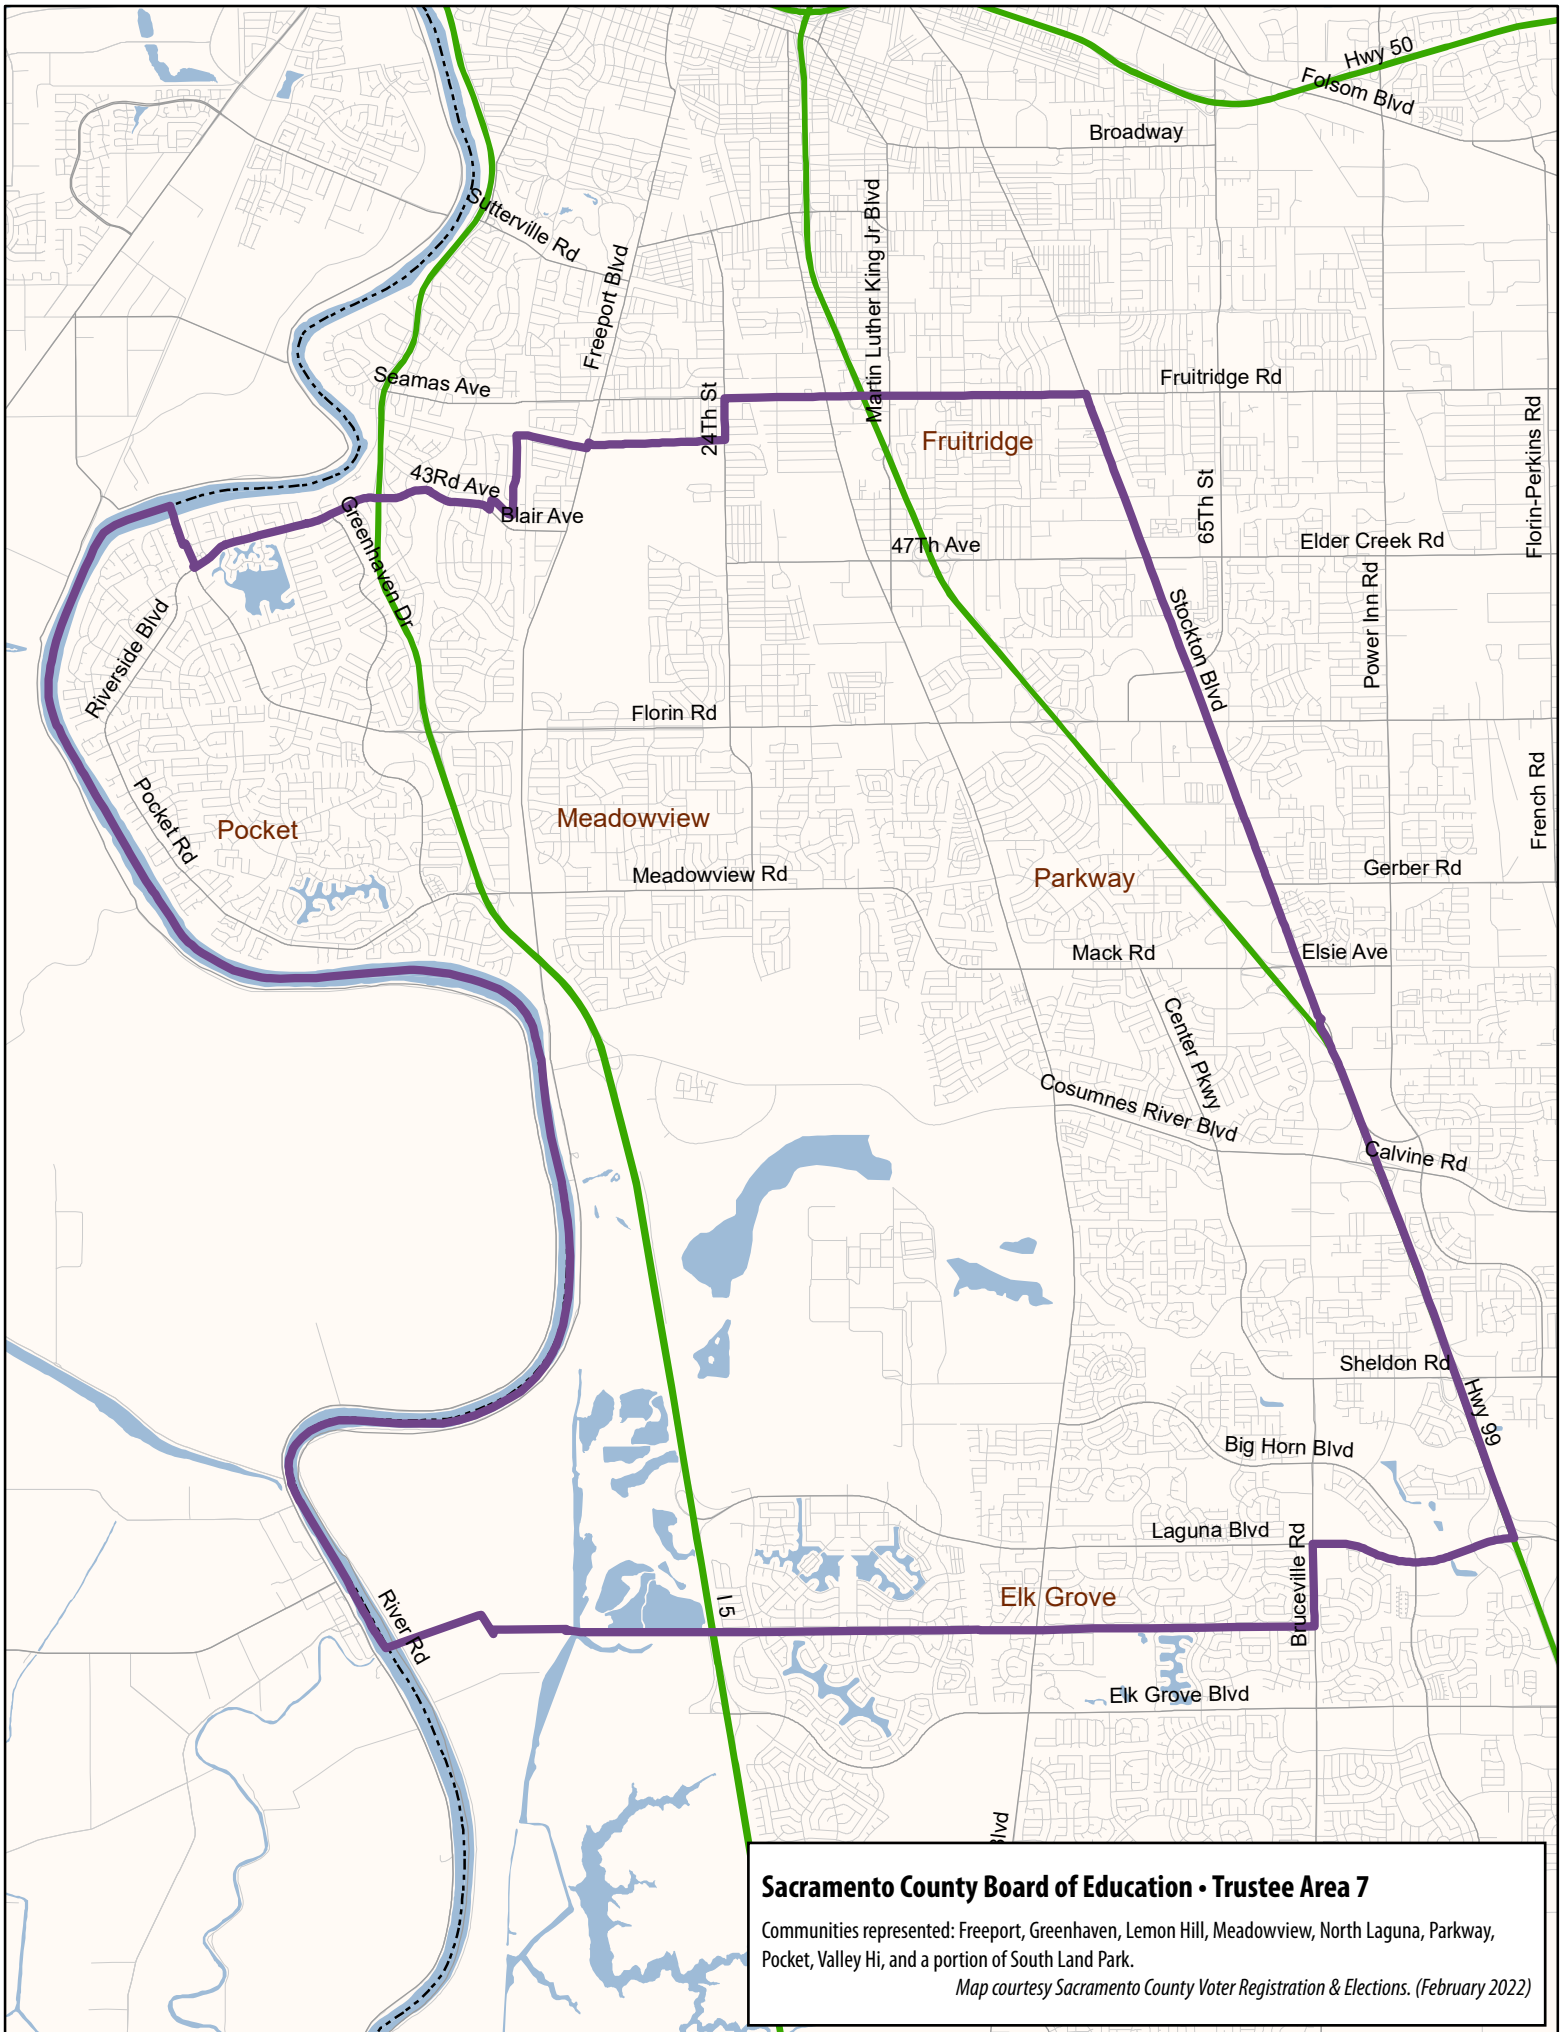 Hwy 50
Folsom Blvd
Broadway
Sutterville Rd
Martin Luther King Jr Blvd
Freeport Blvd
Seamas Ave
24Th St
Fruitridge Rd
Florin-Perkins Rd
Fruitridge
43Rd Ave
Greenhaven Dr
Blair Ave
65Th St
47Th Ave
Elder Creek Rd
Power Inn Rd
Stockton Blvd
Riverside Blvd
Florin Rd
Pocket Rd
Pocket
Meadowview
French Rd
Meadowview Rd
Parkway
Gerber Rd
Mack Rd
Elsie Ave
Center Pkwy
Cosumnes River Blvd
Calvine Rd
Sheldon Rd
Hwy 99
Big Horn Blvd
Laguna Blvd
Bruceville Rd
Elk Grove
I 5
River Rd
Elk Grove Blvd
Blvd
Sacramento County Board of Education • Trustee Area 7
Communities represented: Freeport, Greenhaven, Lemon Hill, Meadowview, North Laguna, Parkway,
Pocket, Valley Hi, and a portion of South Land Park.
Map courtesy Sacramento County Voter Registration & Elections. (February 2022)